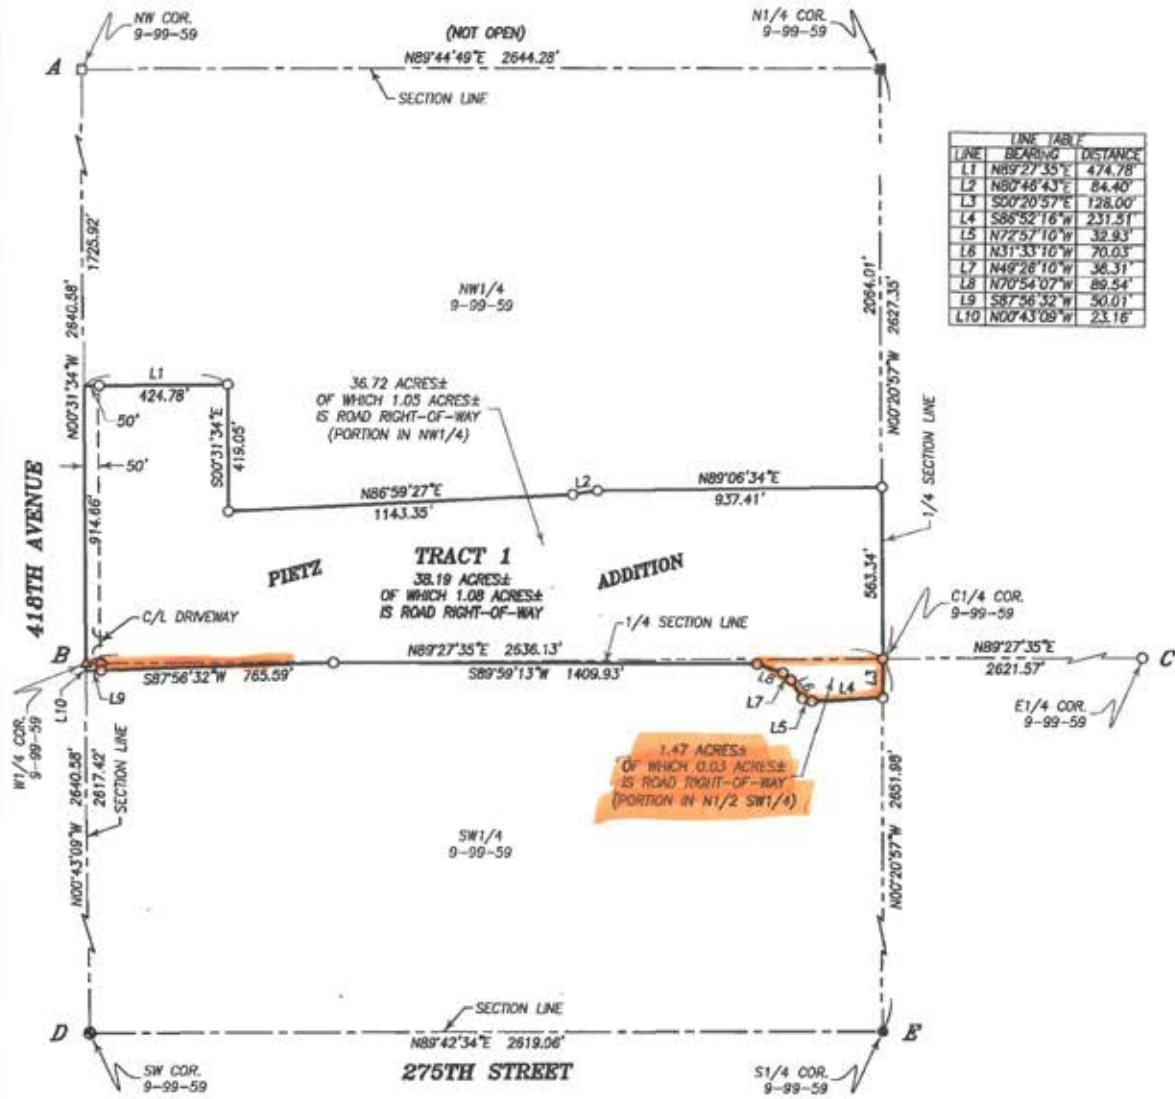 NW COR.
9-99-59
(NOT OPEN)
N89°44'49"E 2644.28'
N1/4 COR.
9-99-59
A
SECTION LINE
LINE TABLE
LINE BEARING DISTANCE
L1 N89°27'35"E 474.78'
L2 N80°46'43"E 84.40'
L3 S00°20'57"E 128.00'
L4 S86°52'16"W 231.51'
L5 N72°57'10"W 32.93'
L6 N31°33'10"W 70.03'
L7 N49°26'10"W 36.31'
L8 N70°54'07"W 89.54'
L9 S87°56'32"W 50.01'
L10 N00°43'09"W 23.16'
1725.92'
N00°31'34"W 2640.58'
NW1/4
9-99-59
2064.01'
N00°20'57"W 2627.35'
L1
424.78'
50'
50'
S00°31'34"E
419.05'
36.72 ACRES±
OF WHICH 1.05 ACRES±
IS ROAD RIGHT-OF-WAY
(PORTION IN NW1/4)
1/4 SECTION LINE
418TH AVENUE
914.66'
N86°59'27"E
1143.35'
L2
N89°06'34"E
937.41'
563.34'
PIETZ
TRACT 1
ADDITION
38.19 ACRES±
OF WHICH 1.08 ACRES±
IS ROAD RIGHT-OF-WAY
C/L DRIVEWAY
1/4 SECTION LINE
C1/4 COR.
9-99-59
B
N89°27'35"E 2636.13'
N89°27'35"E
2621.57'
C
S87°56'32"W 765.59'
S89°59'13"W 1409.93'
L10
L9
L8
L7
L6
L5
L4
L3
W1/4 COR.
9-99-59
E1/4 COR.
9-99-59
1.47 ACRES±
OF WHICH 0.03 ACRES±
IS ROAD RIGHT-OF-WAY
(PORTION IN N1/2 SW1/4)
N00°43'09"W 2640.58'
2617.42'
SECTION LINE
SW1/4
9-99-59
N00°20'57"W 2651.98'
SECTION LINE
D
N89°42'34"E 2619.06'
E
SW COR.
9-99-59
275TH STREET
S1/4 COR.
9-99-59